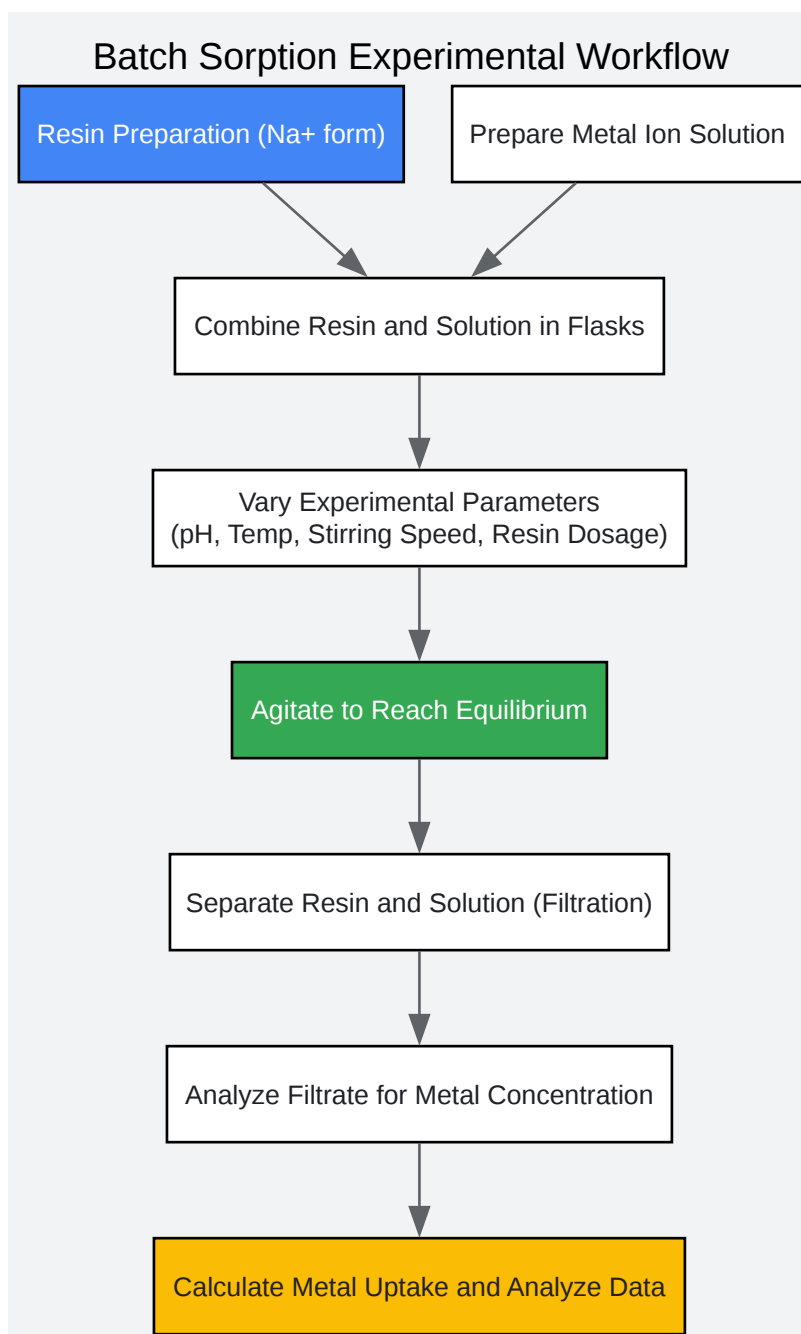 Batch Sorption Experimental Workflow
Resin Preparation (Na+ form)
Prepare Metal Ion Solution
Combine Resin and Solution in Flasks
Vary Experimental Parameters
(pH, Temp, Stirring Speed, Resin Dosage)
Agitate to Reach Equilibrium
Separate Resin and Solution (Filtration)
Analyze Filtrate for Metal Concentration
Calculate Metal Uptake and Analyze Data